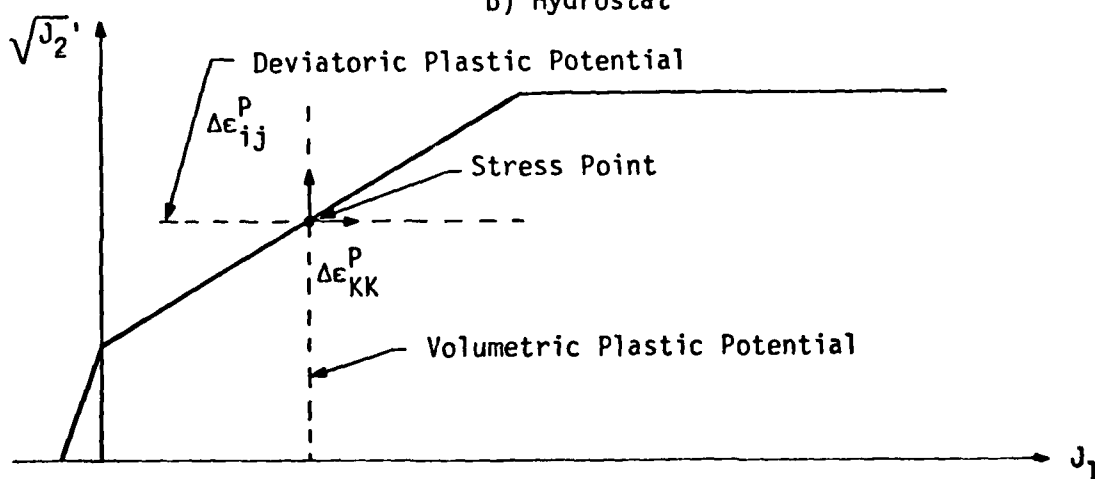 b) Hydrostat
√J₂'
Deviatoric Plastic Potential
Δε^P_ij
Stress Point
Δε^P_KK
Volumetric Plastic Potential
J₁